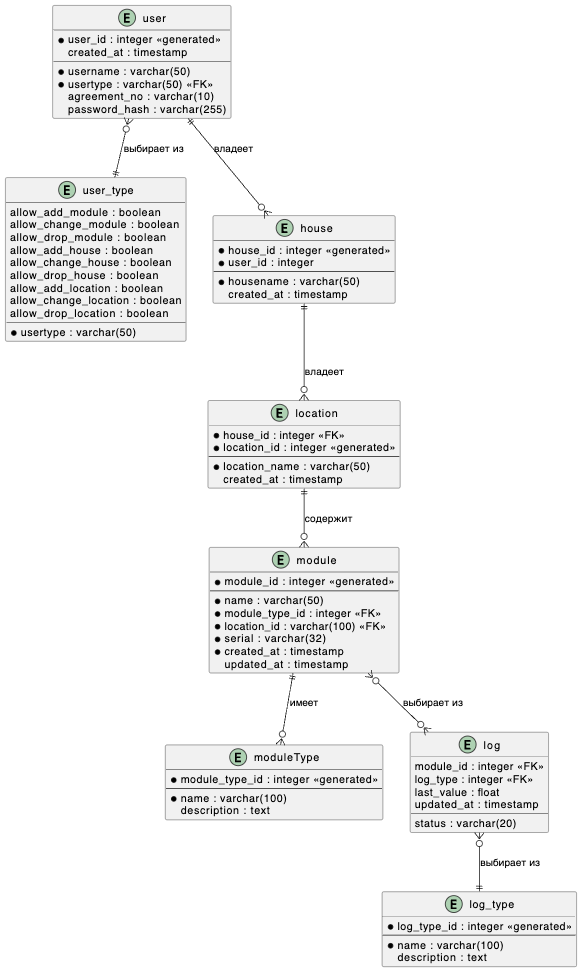 E user
● user_id : integer «generated»
created_at : timestamp
● username : varchar(50)
● usertype : varchar(50) «FK»
agreement_no : varchar(10)
password_hash : varchar(255)
выбирает из
владеет
E user_type
allow_add_module : boolean
allow_change_module : boolean
allow_drop_module : boolean
allow_add_house : boolean
allow_change_house : boolean
allow_drop_house : boolean
allow_add_location : boolean
allow_change_location : boolean
allow_drop_location : boolean
● usertype : varchar(50)
E house
● house_id : integer «generated»
● user_id : integer
● housename : varchar(50)
created_at : timestamp
владеет
E location
● house_id : integer «FK»
● location_id : integer «generated»
● location_name : varchar(50)
created_at : timestamp
содержит
E module
● module_id : integer «generated»
● name : varchar(50)
● module_type_id : integer «FK»
● location_id : varchar(100) «FK»
● serial : varchar(32)
● created_at : timestamp
updated_at : timestamp
имеет
выбирает из
E moduleType
● module_type_id : integer «generated»
● name : varchar(100)
description : text
E log
module_id : integer «FK»
log_type : integer «FK»
last_value : float
updated_at : timestamp
status : varchar(20)
выбирает из
E log_type
● log_type_id : integer «generated»
● name : varchar(100)
description : text